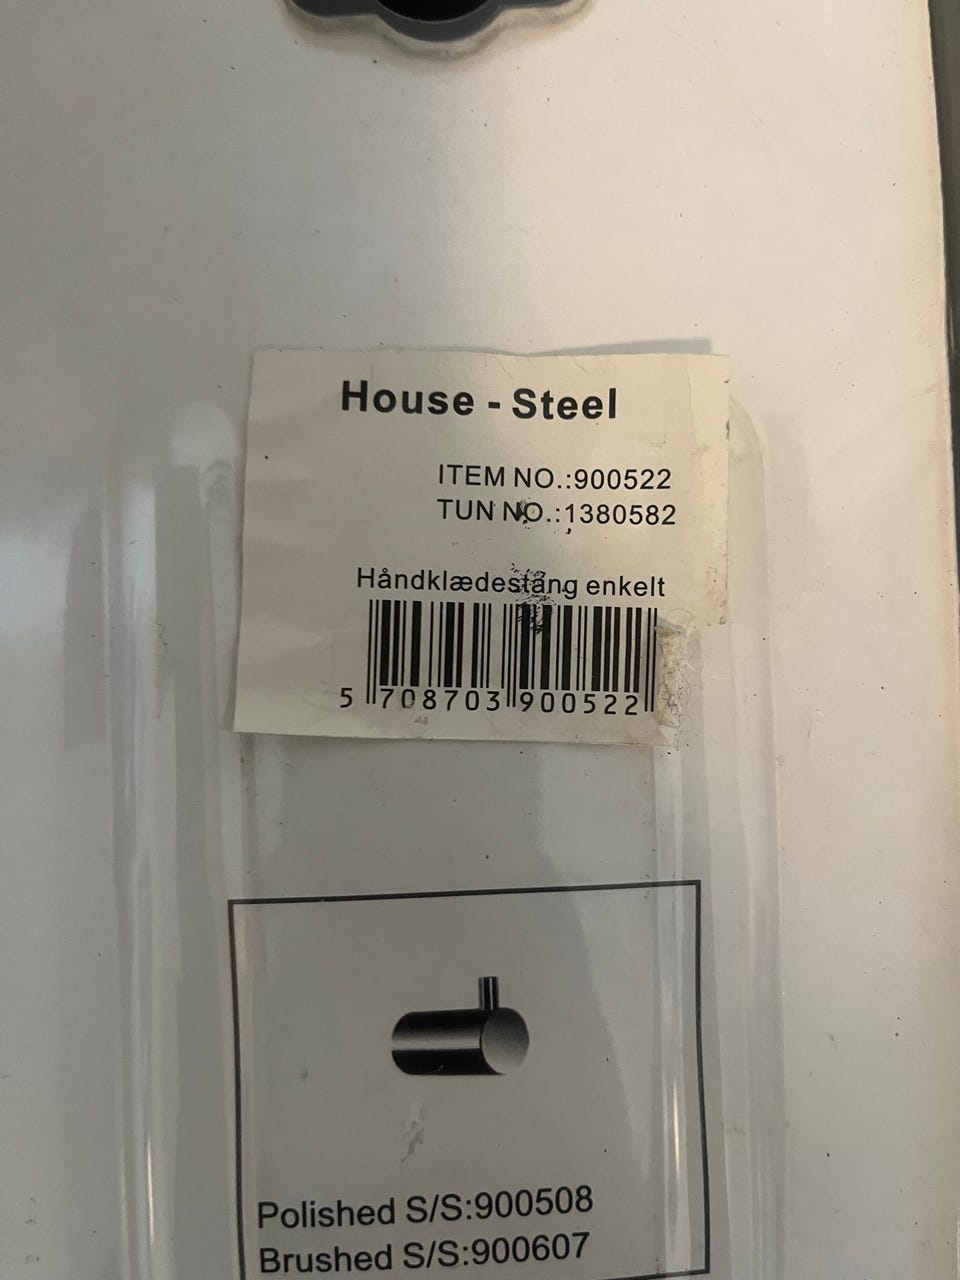 House - Steel
ITEM NO.:900522
TUN NO.:1380582
Håndklædestang enkelt
5 708703 900522
Polished S/S:900508
Brushed S/S:900607